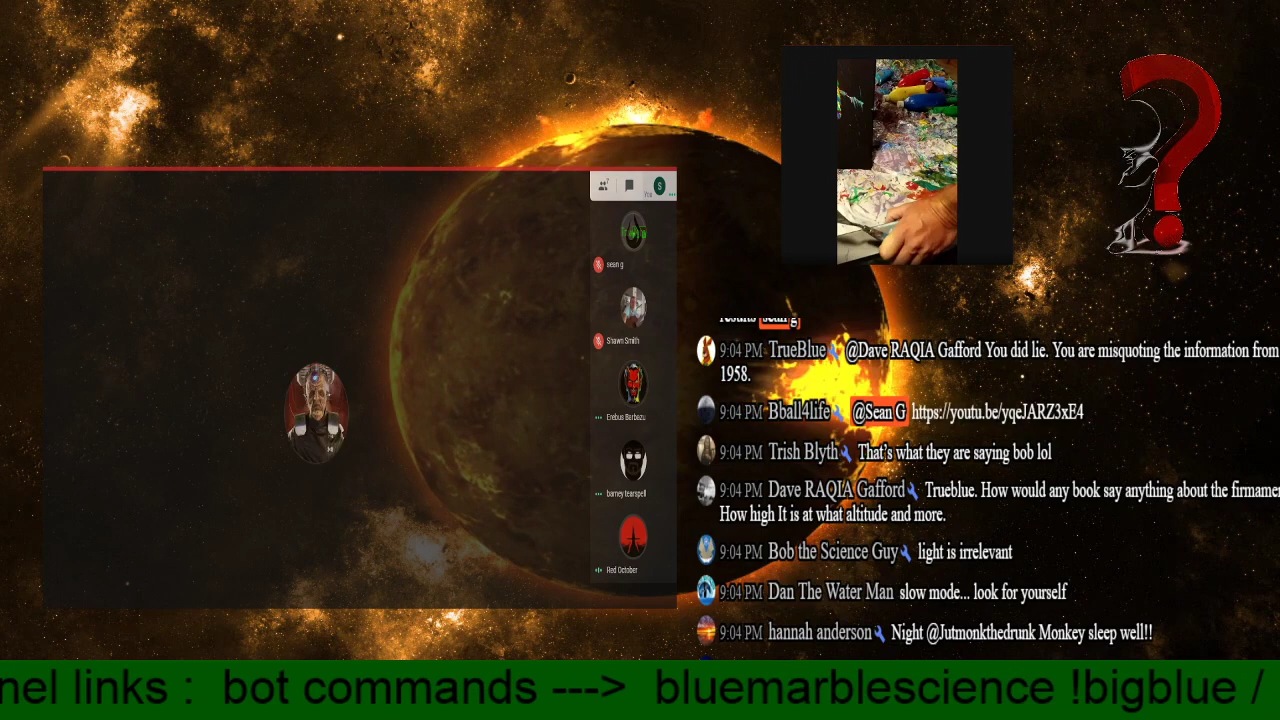 You
S
sean g
Shawn Smith
Erebus Barbazu
barney tearspell
Red October
results sean g
9:04 PM TrueBlue @Dave RAQIA Gafford You did lie. You are misquoting the information from
1958.
9:04 PM Bball4life @Sean G https://youtu.be/yqeJARZ3xE4
9:04 PM Trish Blyth That's what they are saying bob lol
9:04 PM Dave RAQIA Gafford Trueblue. How would any book say anything about the firmamen
How high It is at what altitude and more.
9:04 PM Bob the Science Guy light is irrelevant
9:04 PM Dan The Water Man slow mode... look for yourself
9:04 PM hannah anderson Night @Jutmonkthedrunk Monkey sleep well!!
nel links : bot commands ---> bluemarblescience !bigblue /